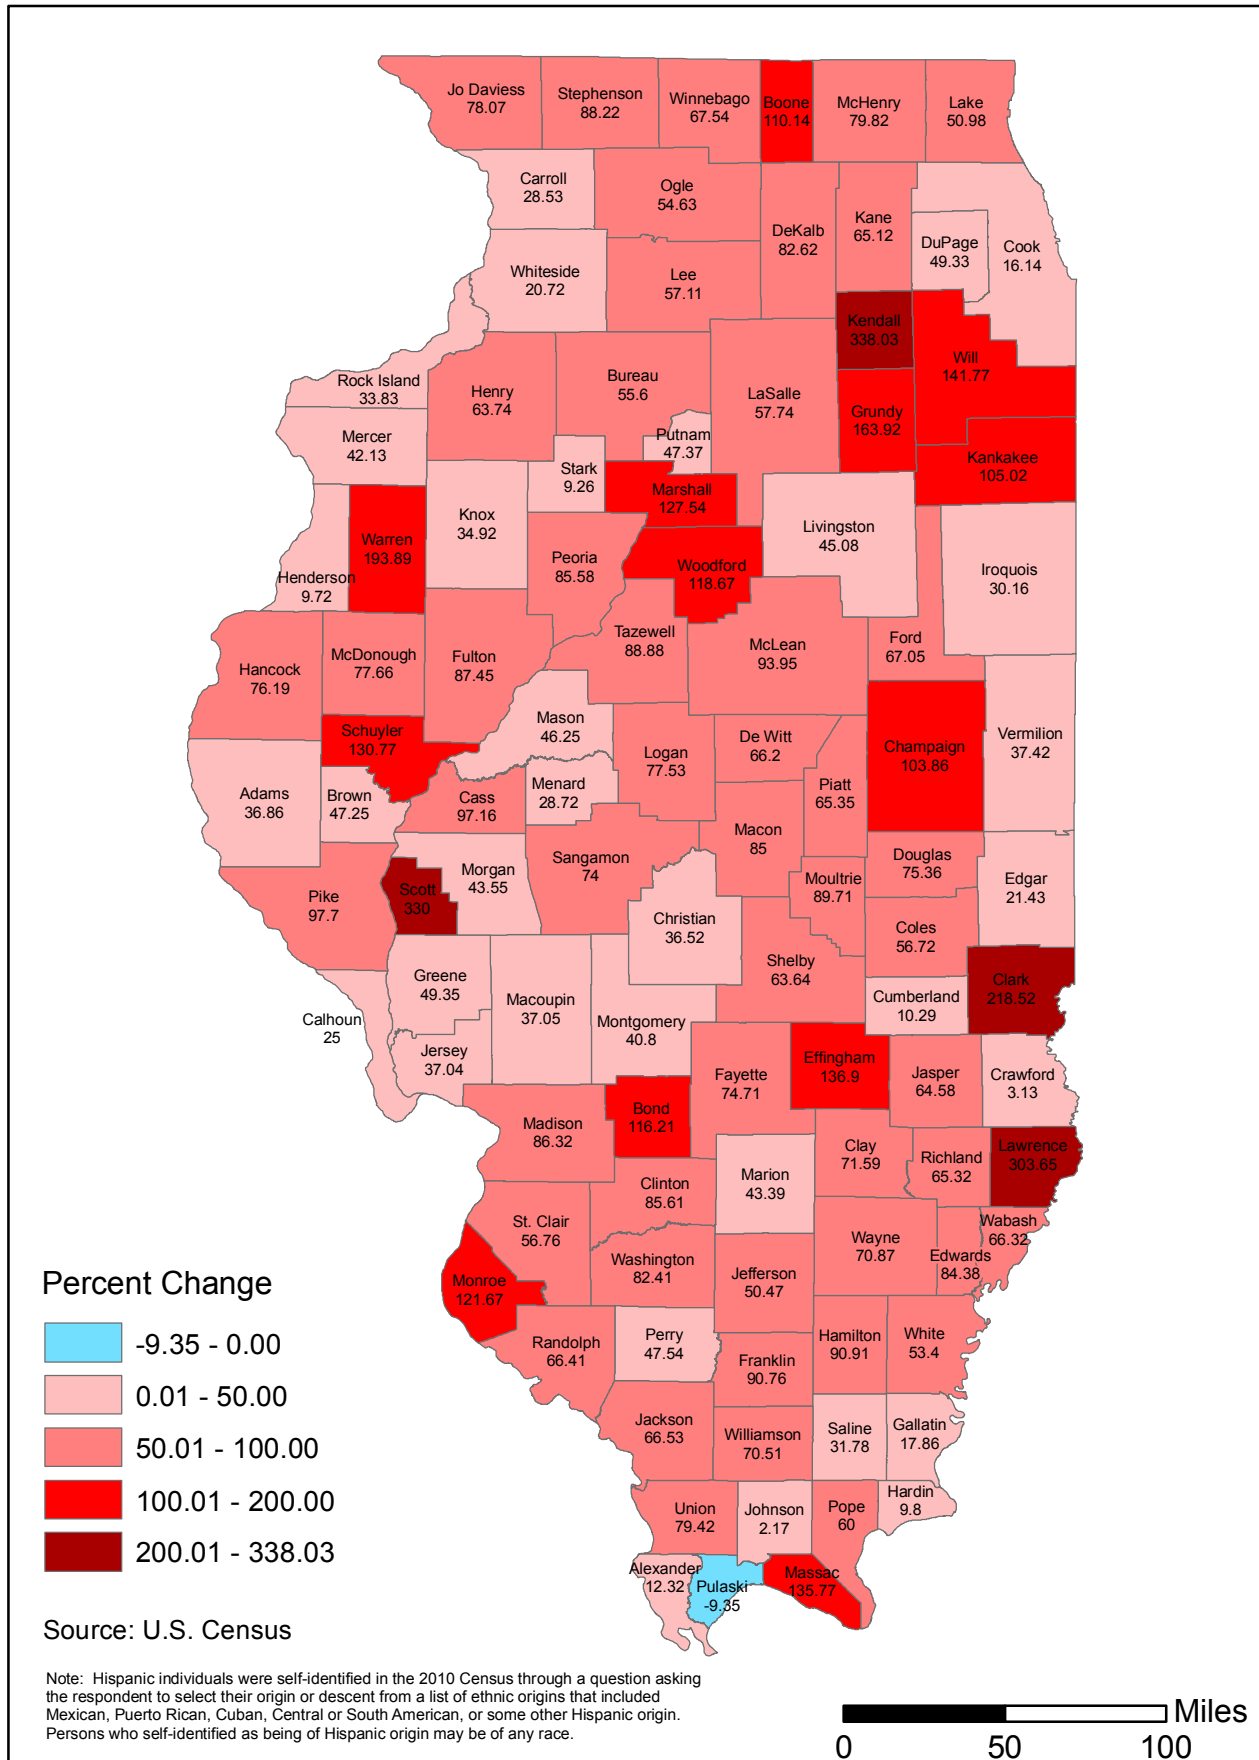 Jo Daviess
78.07
Stephenson
88.22
Winnebago
67.54
Boone
110.14
McHenry
79.82
Lake
50.98
Carroll
28.53
Ogle
54.63
DeKalb
82.62
Kane
65.12
DuPage
49.33
Cook
16.14
Whiteside
20.72
Lee
57.11
Kendall
338.03
Will
141.77
Rock Island
33.83
Henry
63.74
Bureau
55.6
LaSalle
57.74
Grundy
163.92
Mercer
42.13
Putnam
47.37
Kankakee
105.02
Stark
9.26
Marshall
127.54
Knox
34.92
Livingston
45.08
Warren
193.89
Henderson
9.72
Peoria
85.58
Woodford
118.67
Iroquois
30.16
Tazewell
88.88
McLean
93.95
Ford
67.05
Hancock
76.19
McDonough
77.66
Fulton
87.45
Mason
46.25
Schuyler
130.77
Logan
77.53
De Witt
66.2
Champaign
103.86
Vermilion
37.42
Adams
36.86
Brown
47.25
Cass
97.16
Menard
28.72
Piatt
65.35
Macon
85
Sangamon
74
Douglas
75.36
Edgar
21.43
Pike
97.7
Scott
330
Morgan
43.55
Moultrie
89.71
Christian
36.52
Coles
56.72
Shelby
63.64
Greene
49.35
Macoupin
37.05
Clark
218.52
Cumberland
10.29
Calhoun
25
Montgomery
40.8
Jersey
37.04
Effingham
136.9
Fayette
74.71
Jasper
64.58
Crawford
3.13
Madison
86.32
Bond
116.21
Clay
71.59
Richland
65.32
Lawrence
303.65
Marion
43.39
Clinton
85.61
St. Clair
56.76
Wayne
70.87
Wabash
66.32
Edwards
84.38
Washington
82.41
Jefferson
50.47
Monroe
121.67
Randolph
66.41
Perry
47.54
Hamilton
90.91
White
53.4
Franklin
90.76
Jackson
66.53
Williamson
70.51
Saline
31.78
Gallatin
17.86
Union
79.42
Johnson
2.17
Pope
60
Hardin
9.8
Alexander
12.32
Pulaski
-9.35
Massac
135.77
Percent Change
-9.35 - 0.00
0.01 - 50.00
50.01 - 100.00
100.01 - 200.00
200.01 - 338.03
Source: U.S. Census
Note:  Hispanic individuals were self-identified in the 2010 Census through a question asking
the respondent to select their origin or descent from a list of ethnic origins that included
Mexican, Puerto Rican, Cuban, Central or South American, or some other Hispanic origin.
Persons who self-identified as being of Hispanic origin may be of any race.
Miles
0 50 100